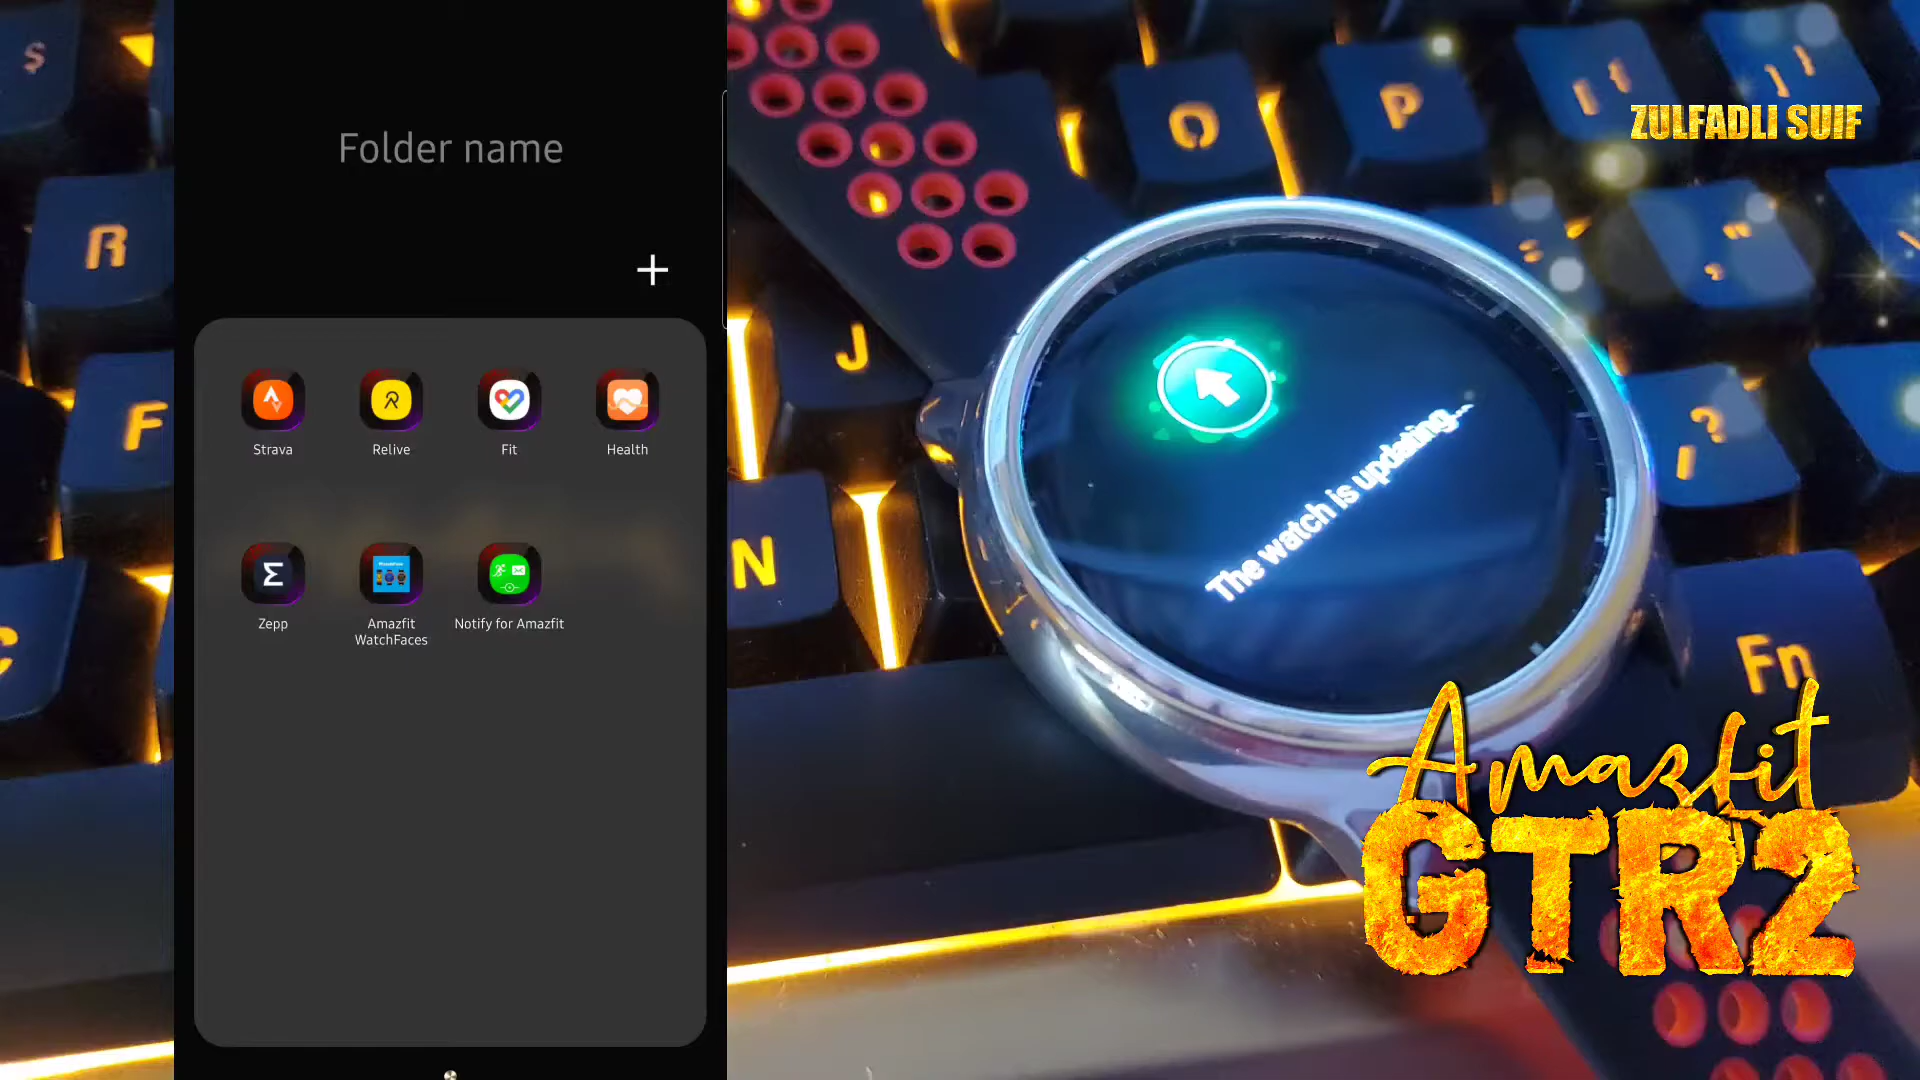 Folder name
+
Strava
Relive
Fit
Health
Zepp
Amazfit
WatchFaces
Notify for Amazfit
ZULFADLI SUIF
The watch is updating...
Amazfit
GTR2
$
R
F
C
J
N
O
P
[ {
] }
" '
? /
Fn